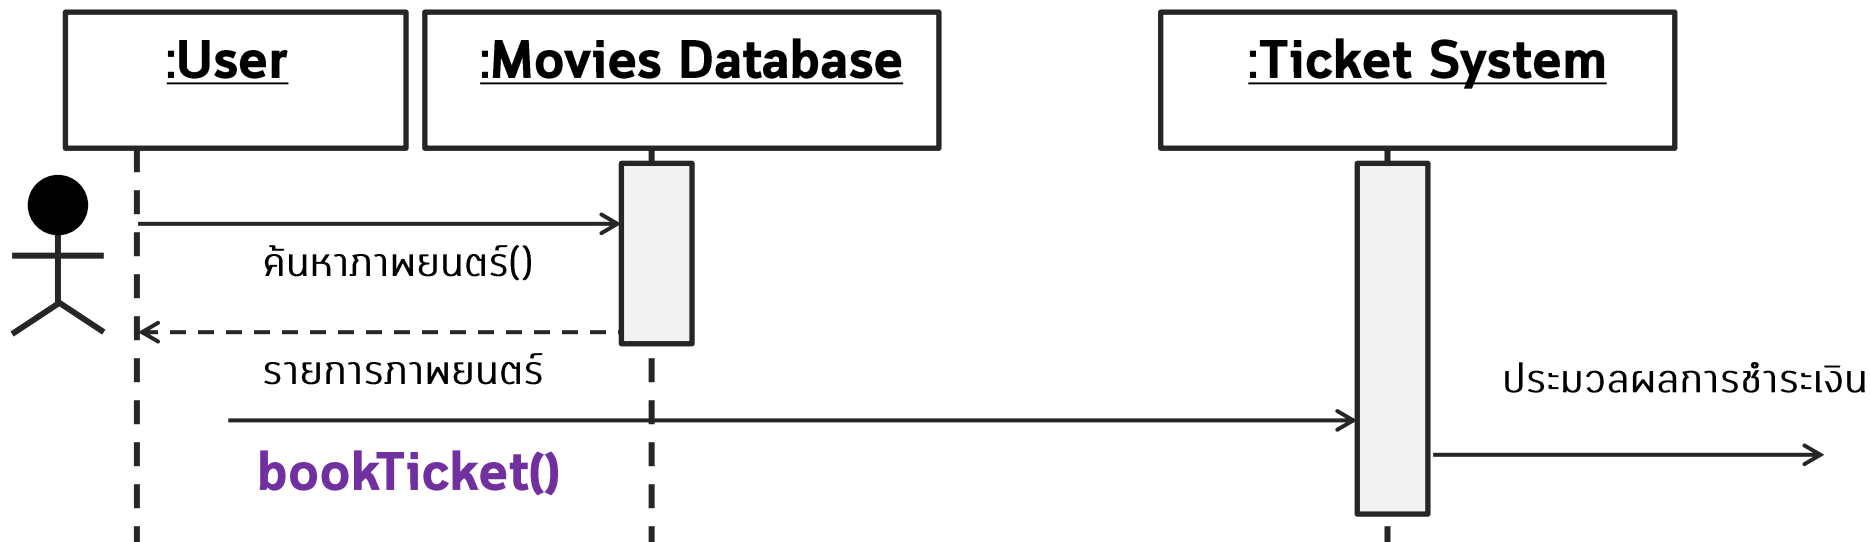 :User
:Movies Database
:Ticket System
ค้นหาภาพยนตร์()
รายการภาพยนตร์
ประมวลผลการชำระเงิน
bookTicket()